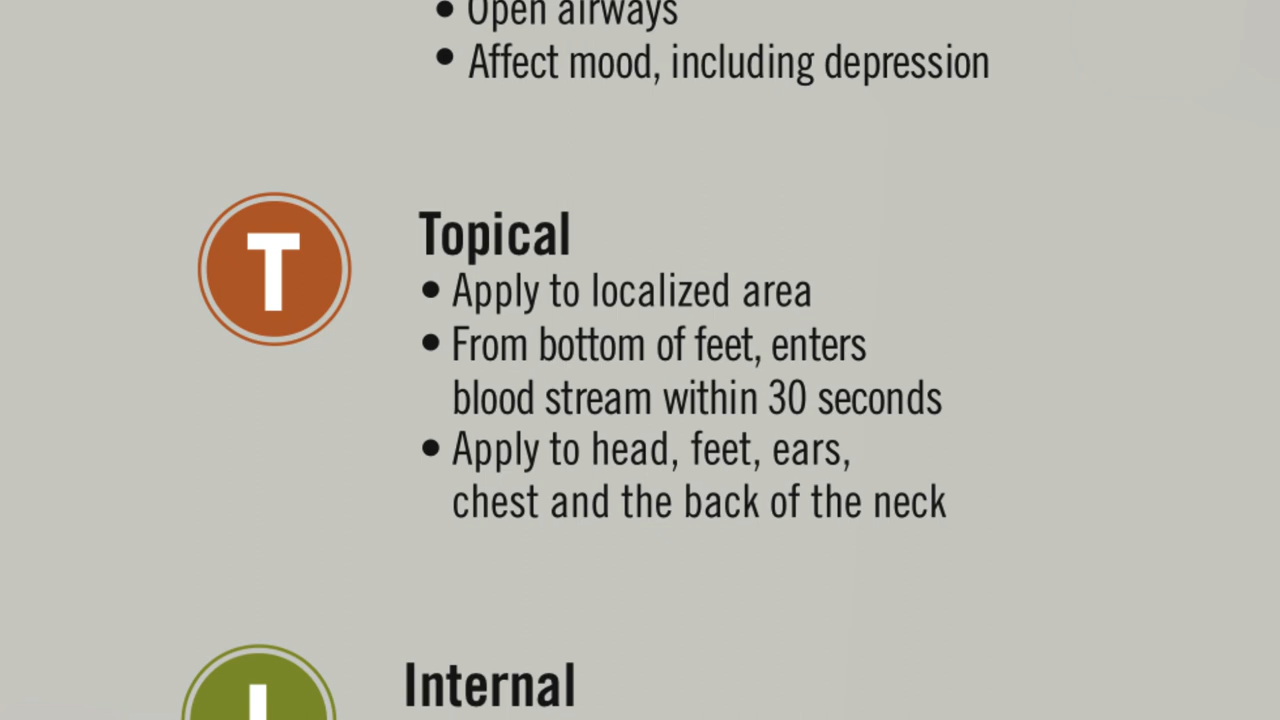 • Open airways
• Affect mood, including depression
T
Topical
• Apply to localized area
• From bottom of feet, enters
blood stream within 30 seconds
• Apply to head, feet, ears,
chest and the back of the neck
I
Internal